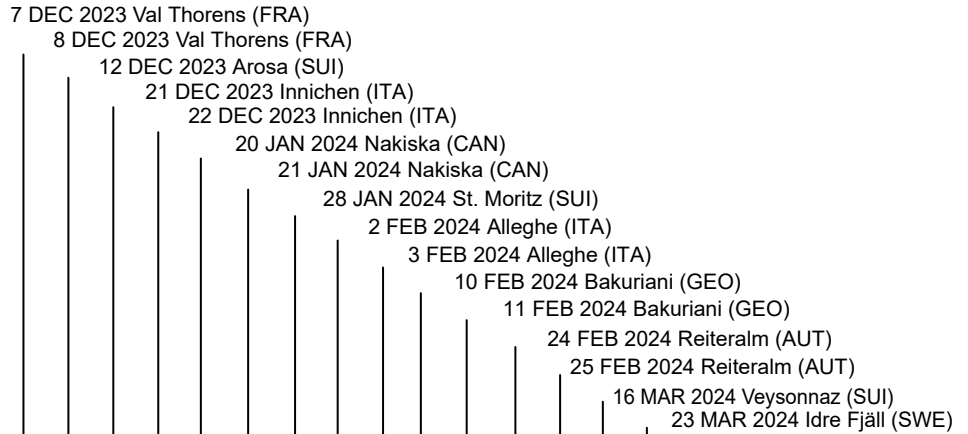 7 DEC 2023 Val Thorens (FRA)
8 DEC 2023 Val Thorens (FRA)
12 DEC 2023 Arosa (SUI)
21 DEC 2023 Innichen (ITA)
22 DEC 2023 Innichen (ITA)
20 JAN 2024 Nakiska (CAN)
21 JAN 2024 Nakiska (CAN)
28 JAN 2024 St. Moritz (SUI)
2 FEB 2024 Alleghe (ITA)
3 FEB 2024 Alleghe (ITA)
10 FEB 2024 Bakuriani (GEO)
11 FEB 2024 Bakuriani (GEO)
24 FEB 2024 Reiteralm (AUT)
25 FEB 2024 Reiteralm (AUT)
16 MAR 2024 Veysonnaz (SUI)
23 MAR 2024 Idre Fjäll (SWE)